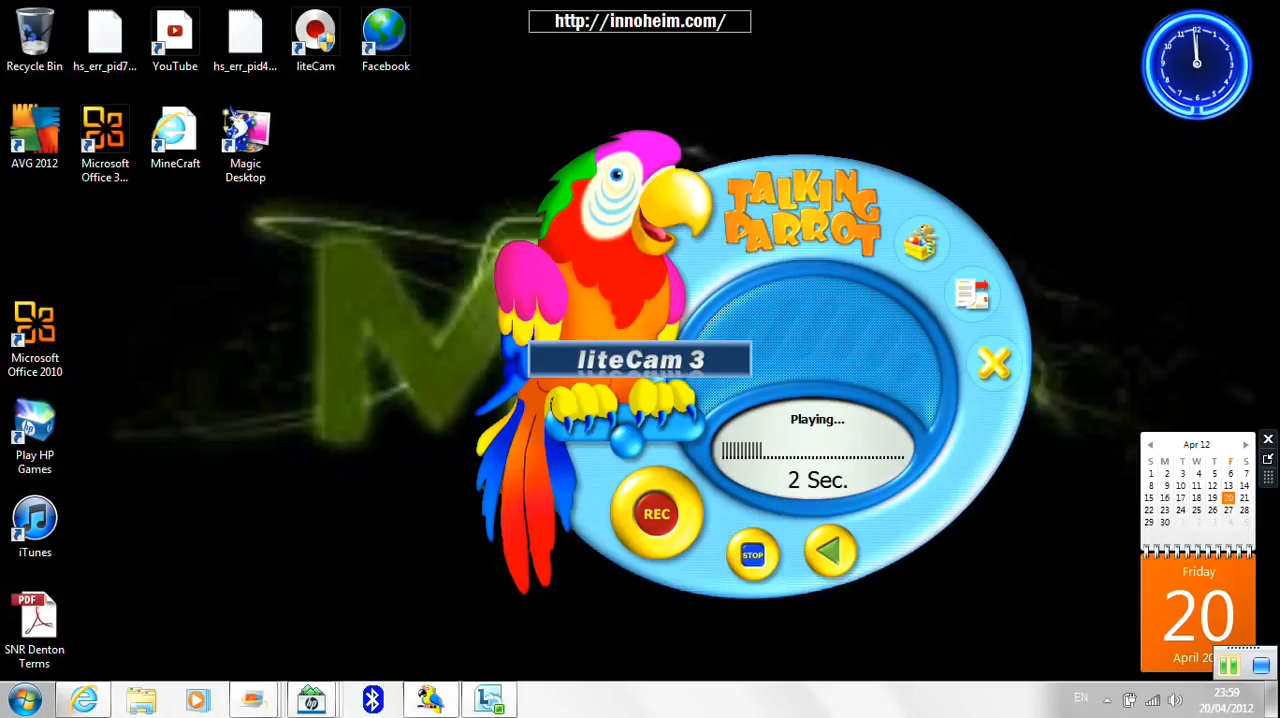 http://innoheim.com/
Recycle Bin
hs_err_pid7...
YouTube
hs_err_pid4...
liteCam
Facebook
AVG 2012
Microsoft
Office 3...
MineCraft
Magic
Desktop
TALKING
PARROT
liteCam 3
Playing...
2 Sec.
REC
STOP
Microsoft
Office 2010
Play HP
Games
iTunes
PDF
SNR Denton
Terms
Apr 12
S M T W T F S
1 2 3 4 5 6 7
8 9 10 11 12 13 14
15 16 17 18 19 20 21
22 23 24 25 26 27 28
29 30
Friday
20
April 20
EN
23:59
20/04/2012